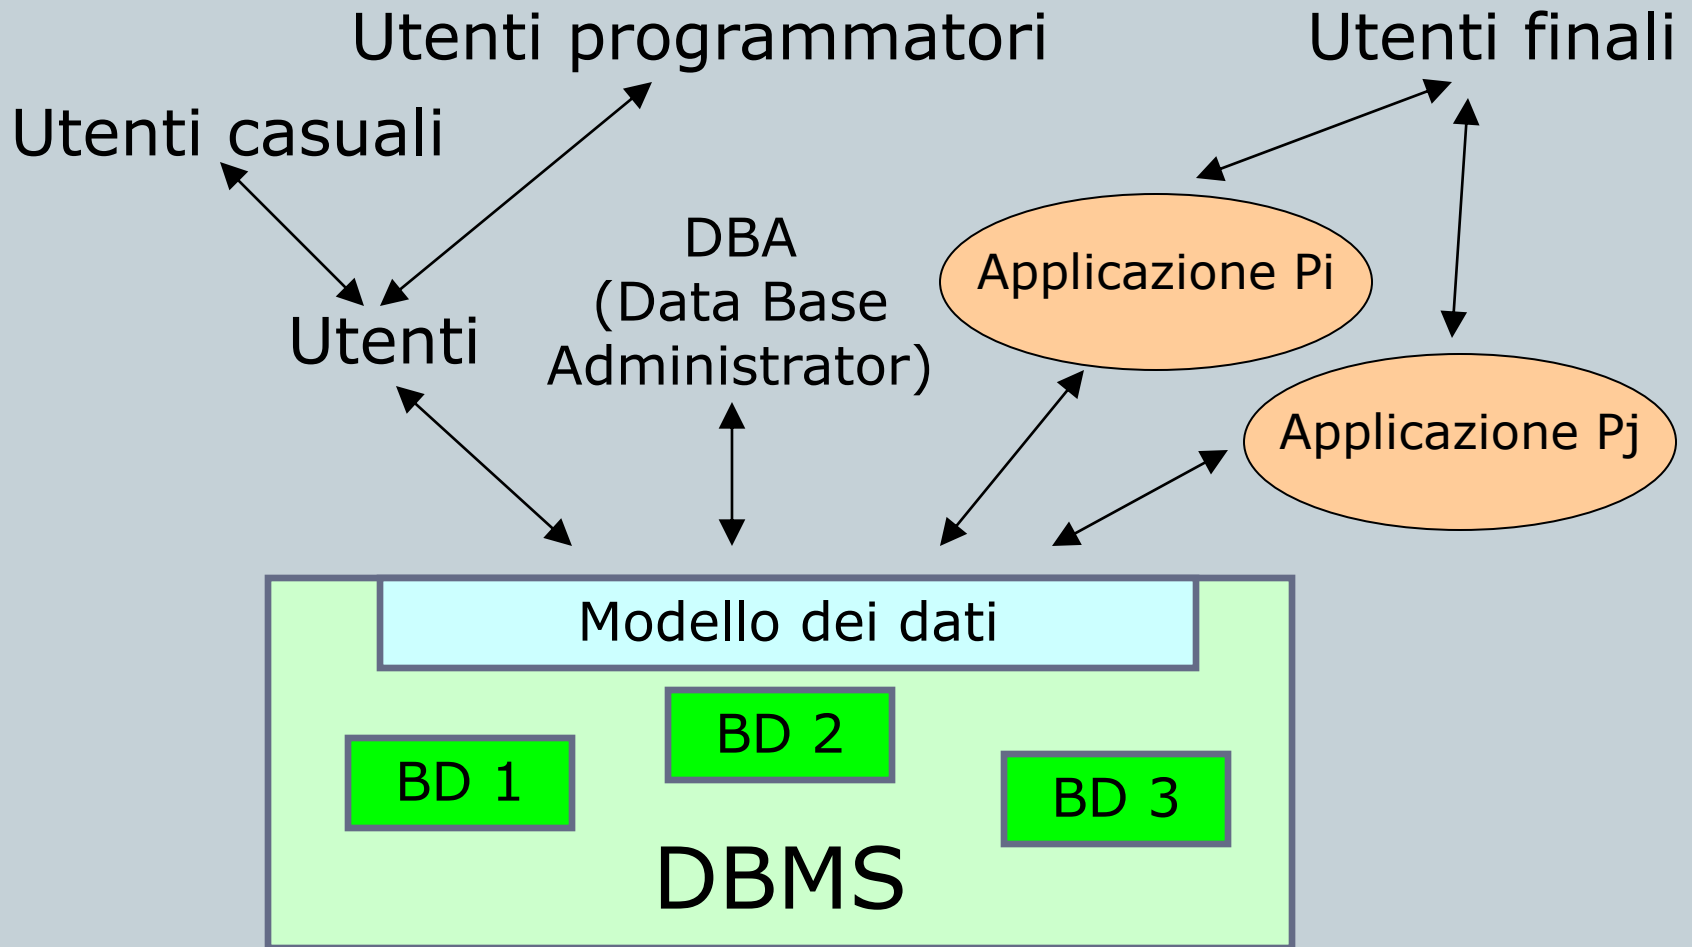 Utenti programmatori
Utenti finali
Utenti casuali
DBA
(Data Base
Administrator)
Applicazione Pi
Utenti
Applicazione Pj
Modello dei dati
BD 2
BD 1
BD 3
DBMS